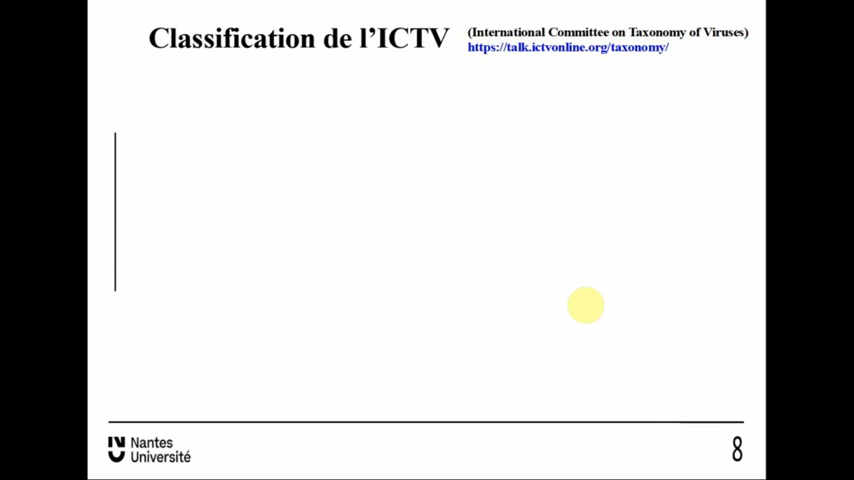 Classification de l’ICTV
(International Committee on Taxonomy of Viruses)
https://talk.ictvonline.org/taxonomy/
Nantes
Université
8